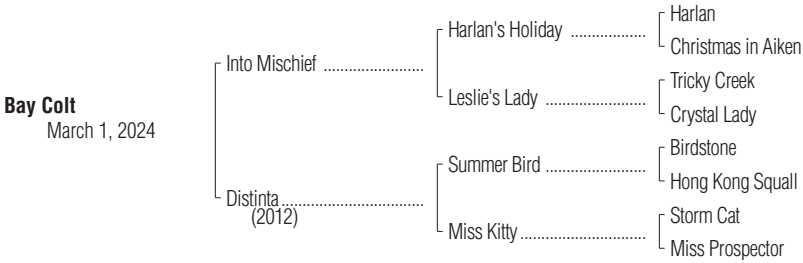 Harlan
Harlan's Holiday ....................
Christmas in Aiken
Into Mischief ..........................
Tricky Creek
Leslie's Lady ...........................
Crystal Lady
Bay Colt
March 1, 2024
Birdstone
Summer Bird ...........................
Hong Kong Squall
Distinta .....................................
(2012)
Storm Cat
Miss Kitty .................................
Miss Prospector